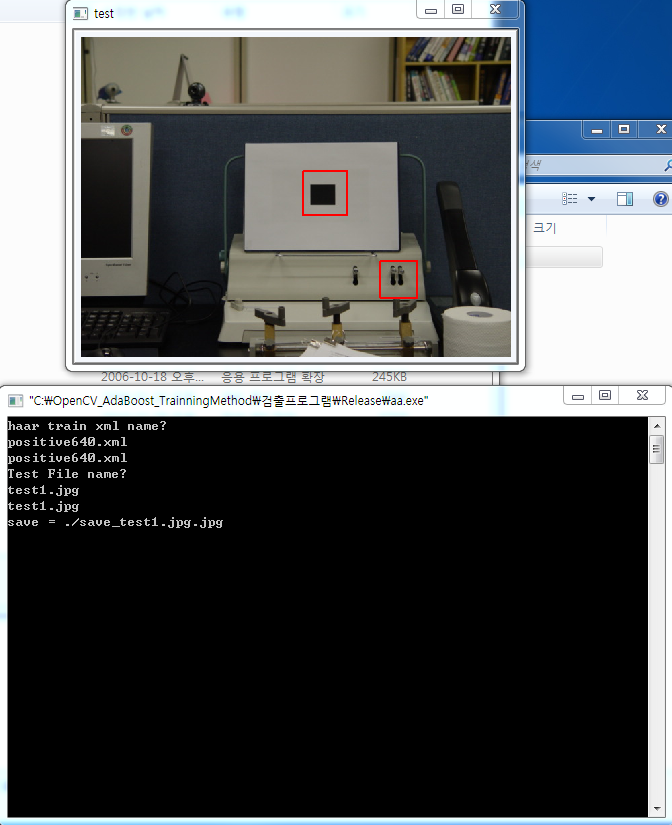 test
색
크기
2006-10-18 오후... 응용 프로그램 확장 245KB
"C:\OpenCV_AdaBoost_TrainningMethod\검출프로그램\Release\aa.exe"
haar train xml name?
positive640.xml
positive640.xml
Test File name?
test1.jpg
test1.jpg
save = ./save_test1.jpg.jpg